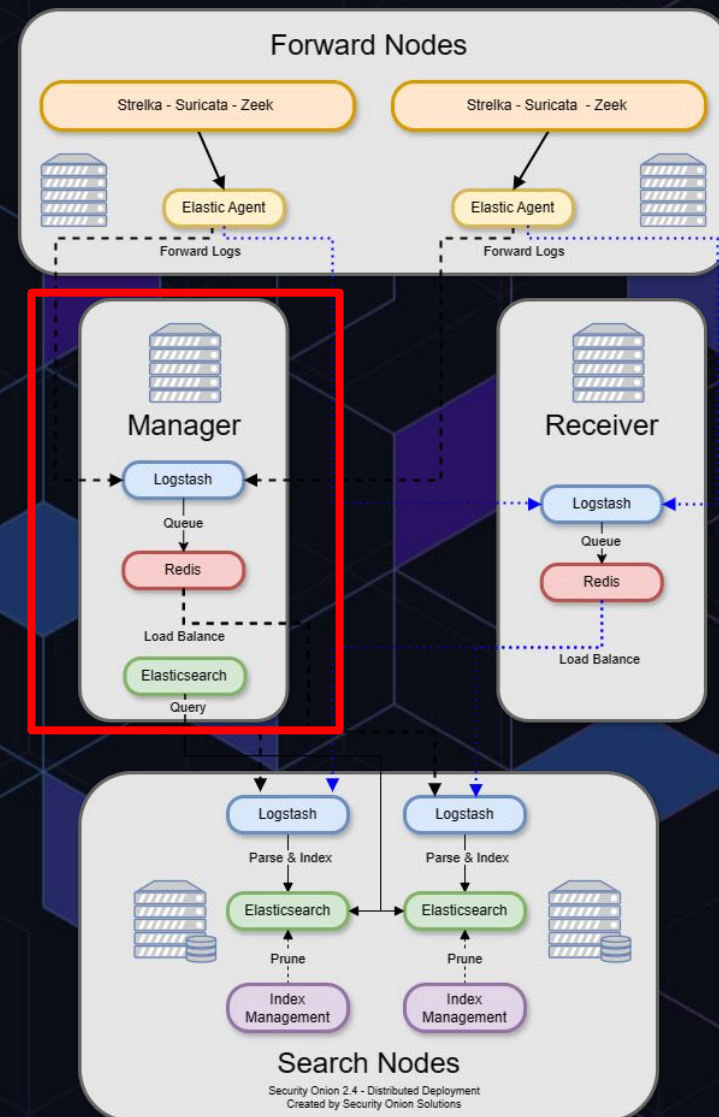 Forward Nodes
Strelka - Suricata - Zeek
Strelka - Suricata - Zeek
Elastic Agent
Elastic Agent
Forward Logs
Forward Logs
Manager
Logstash
Queue
Redis
Load Balance
Elasticsearch
Query
Receiver
Logstash
Queue
Redis
Load Balance
Logstash
Logstash
Parse & Index
Parse & Index
Elasticsearch
Elasticsearch
Prune
Prune
Index
Management
Index
Management
Search Nodes
Security Onion 2.4 - Distributed Deployment
Created by Security Onion Solutions